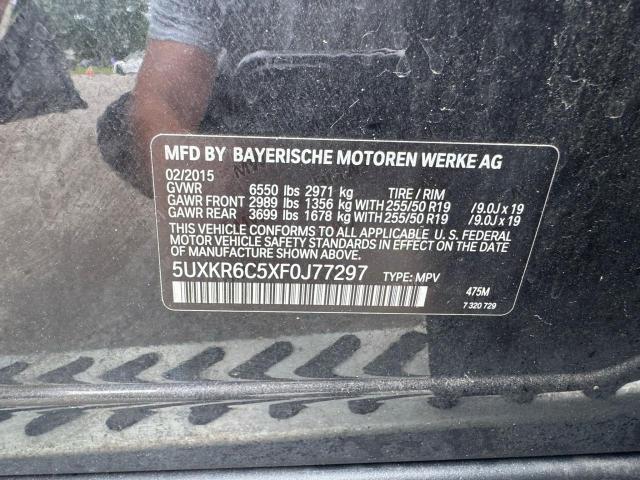 MFD BY BAYERISCHE MOTOREN WERKE AG
02/2015
GVWR 6550 lbs 2971 kg TIRE / RIM
GAWR FRONT 2989 lbs 1356 kg WITH 255/50 R19 /9.0J x 19
GAWR REAR 3699 lbs 1678 kg WITH 255/50 R19 /9.0J x 19
THIS VEHICLE CONFORMS TO ALL APPLICABLE U. S. FEDERAL
MOTOR VEHICLE SAFETY STANDARDS IN EFFECT ON THE DATE
OF MANUFACTURE SHOWN ABOVE.
5UXKR6C5XF0J77297 TYPE: MPV
475M
7 320 729